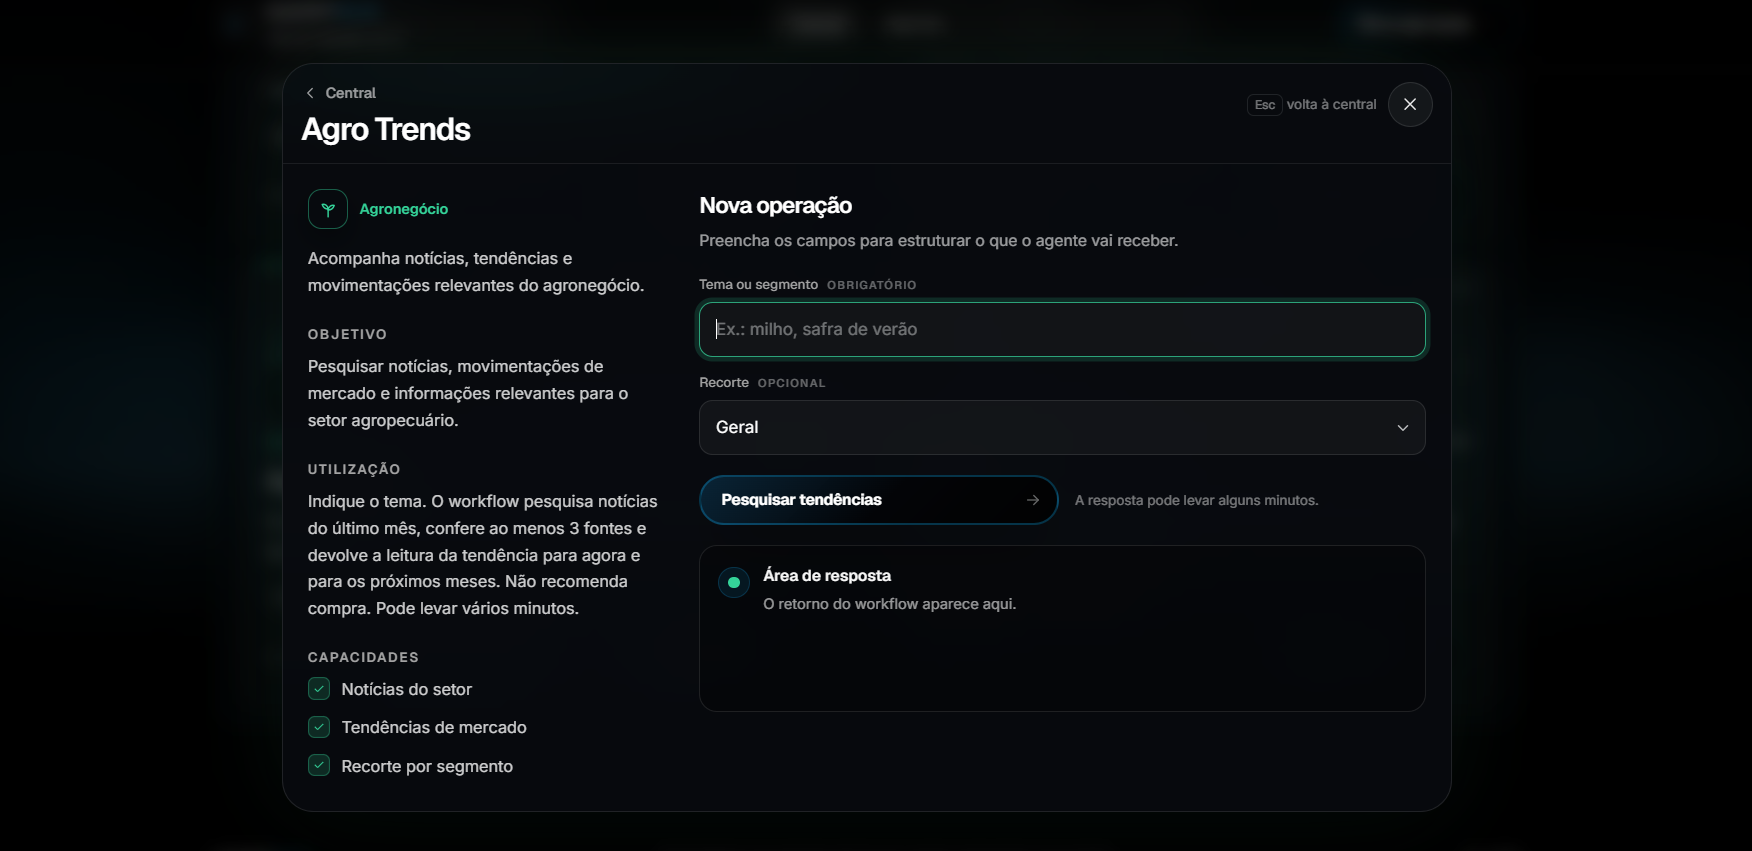 Central
Agro Trends
Esc volta à central
Agronegócio
Acompanha notícias, tendências e
movimentações relevantes do agronegócio.
OBJETIVO
Pesquisar notícias, movimentações de
mercado e informações relevantes para o
setor agropecuário.
UTILIZAÇÃO
Indique o tema. O workflow pesquisa notícias
do último mês, confere ao menos 3 fontes e
devolve a leitura da tendência para agora e
para os próximos meses. Não recomenda
compra. Pode levar vários minutos.
CAPACIDADES
Notícias do setor
Tendências de mercado
Recorte por segmento
Nova operação
Preencha os campos para estruturar o que o agente vai receber.
Tema ou segmento OBRIGATÓRIO
Ex.: milho, safra de verão
Recorte OPCIONAL
Geral
Pesquisar tendências
A resposta pode levar alguns minutos.
Área de resposta
O retorno do workflow aparece aqui.